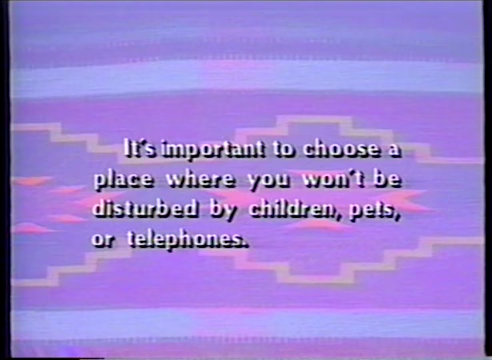 It's important to choose a
place where you won't be
disturbed by children, pets,
or telephones.